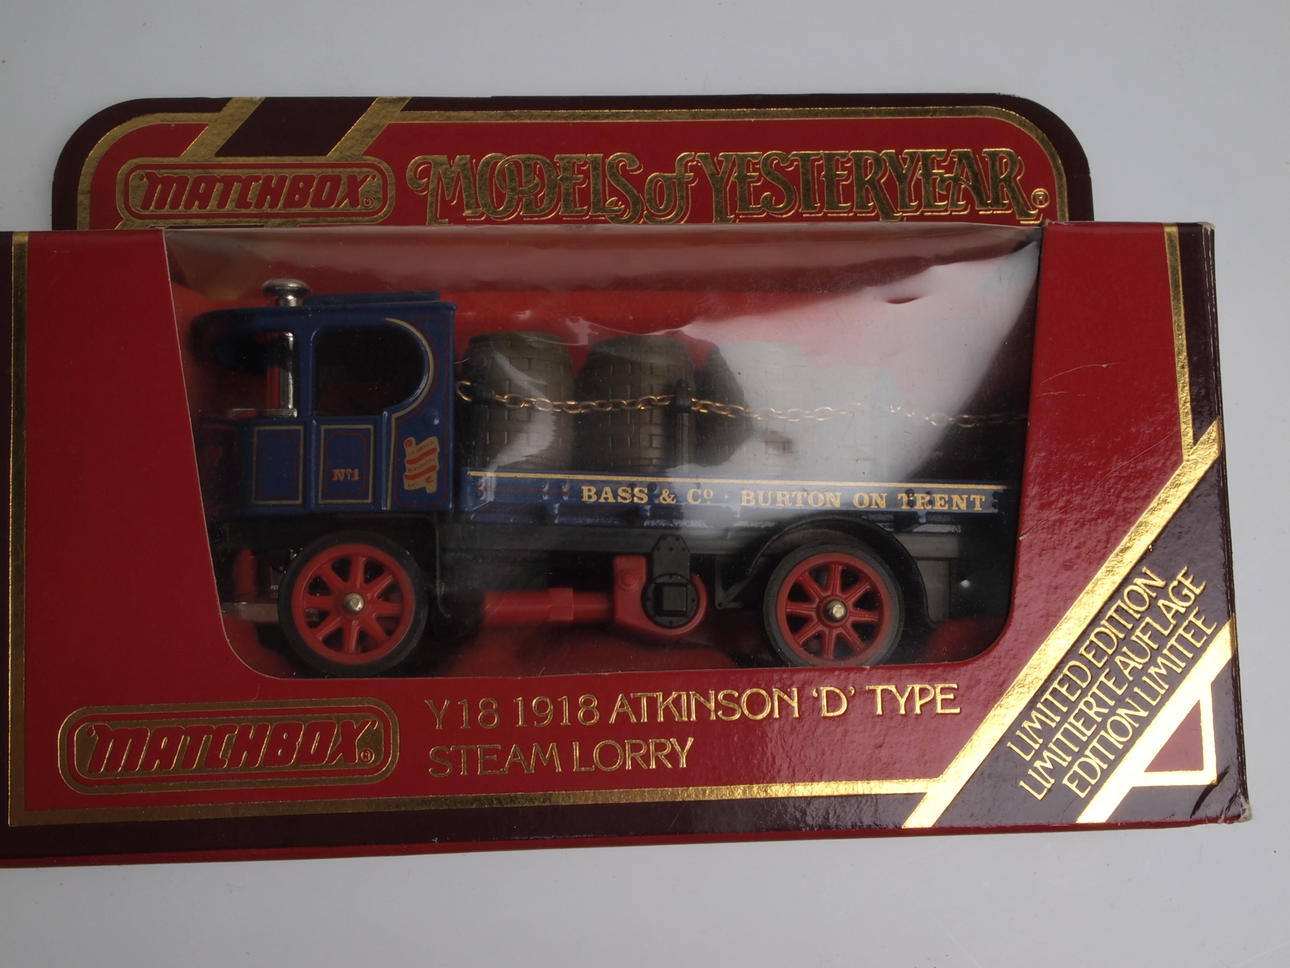 MATCHBOX®
MODELS of YESTERYEAR®
Nº1
BASS & Cº · BURTON ON TRENT
MATCHBOX®
Y18 1918 ATKINSON ‘D’ TYPE
STEAM LORRY
LIMITED EDITION
LIMITIERTE AUFLAGE
EDITION LIMITEE